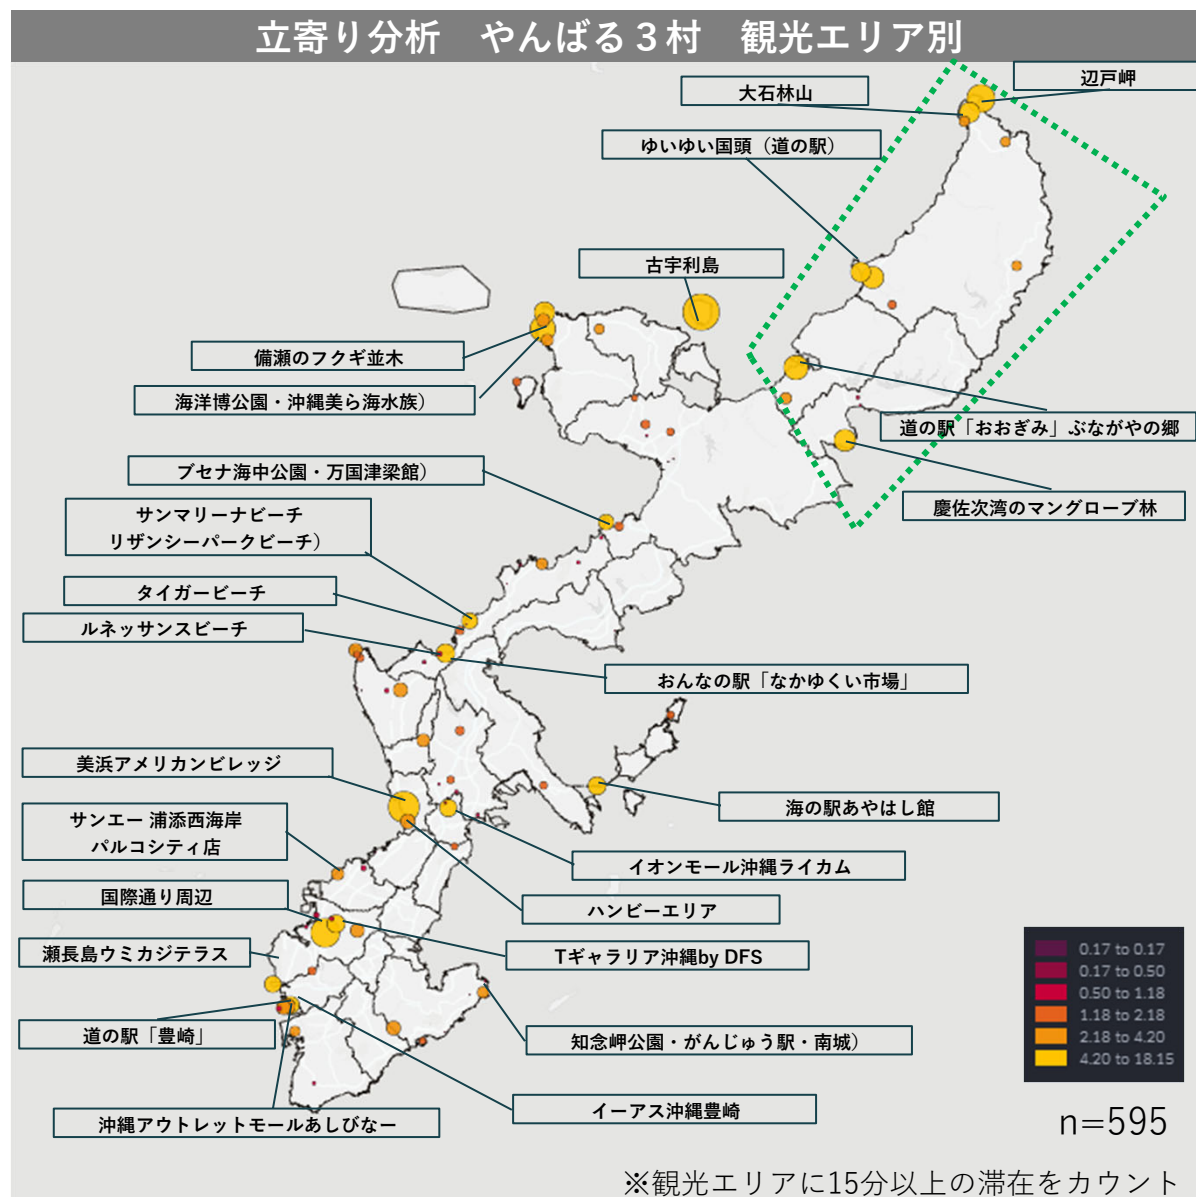 立寄り分析　やんばる３村　観光エリア別
辺戸岬
大石林山
ゆいゆい国頭（道の駅）
古宇利島
備瀬のフクギ並木
海洋博公園・沖縄美ら海水族）
道の駅「おおぎみ」ぶながやの郷
ブセナ海中公園・万国津梁館）
慶佐次湾のマングローブ林
サンマリーナビーチ
リザンシーパークビーチ）
タイガービーチ
ルネッサンスビーチ
おんなの駅「なかゆくい市場」
美浜アメリカンビレッジ
海の駅あやはし館
サンエー 浦添西海岸
パルコシティ店
イオンモール沖縄ライカム
国際通り周辺
ハンビーエリア
瀬長島ウミカジテラス
Tギャラリア沖縄by DFS
道の駅「豊崎」
知念岬公園・がんじゅう駅・南城）
沖縄アウトレットモールあしびなー
イーアス沖縄豊崎
0.17 to 0.17
0.17 to 0.50
0.50 to 1.18
1.18 to 2.18
2.18 to 4.20
4.20 to 18.15
n=595
※観光エリアに15分以上の滞在をカウント